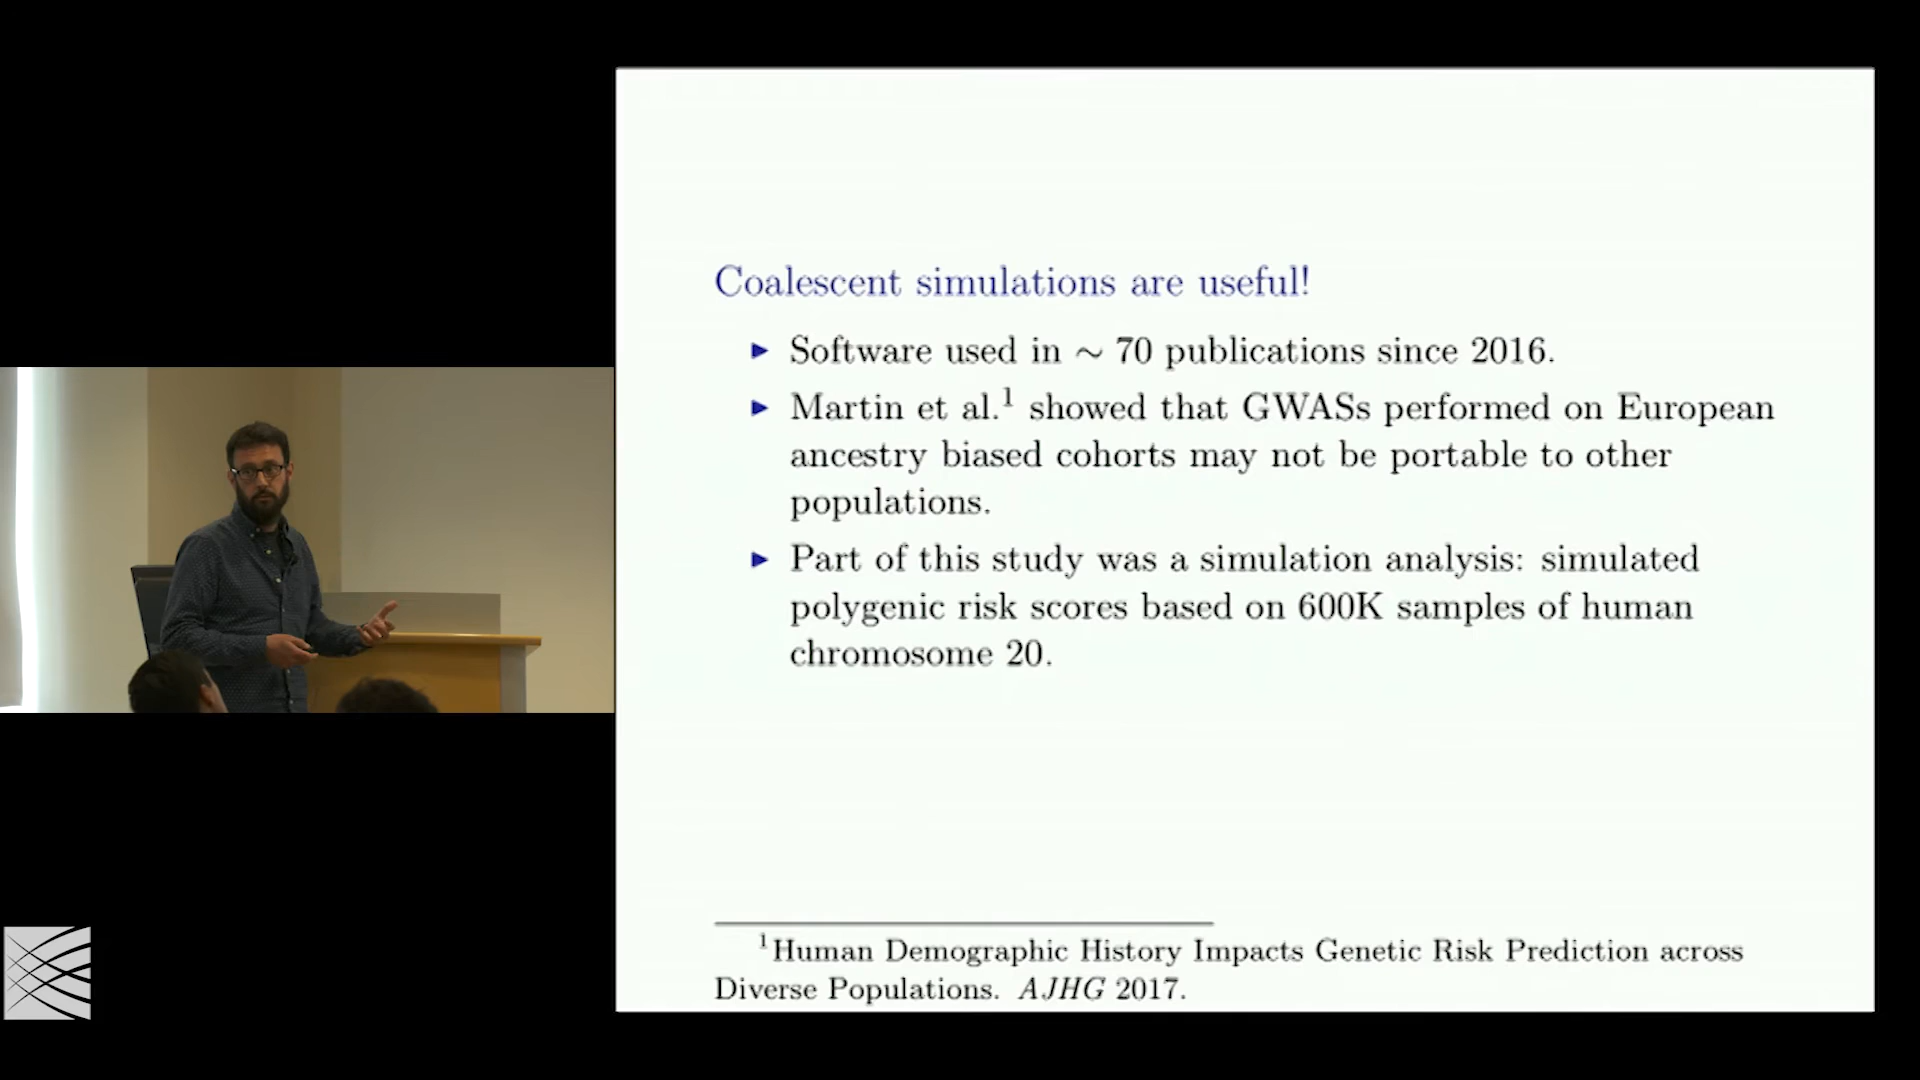 Coalescent simulations are useful!
▶ Software used in ∼ 70 publications since 2016.
▶ Martin et al.¹ showed that GWASs performed on European
ancestry biased cohorts may not be portable to other
populations.
▶ Part of this study was a simulation analysis: simulated
polygenic risk scores based on 600K samples of human
chromosome 20.
¹Human Demographic History Impacts Genetic Risk Prediction across
Diverse Populations. AJHG 2017.